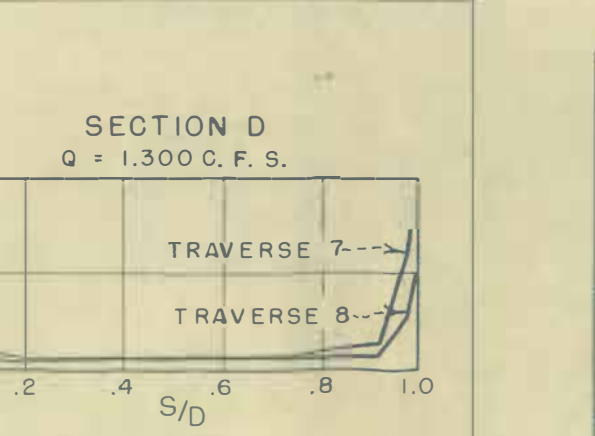 SECTION D
Q = 1.300 C. F. S.
TRAVERSE 7
TRAVERSE 8
.2 .4 .6 .8 1.0
S/D